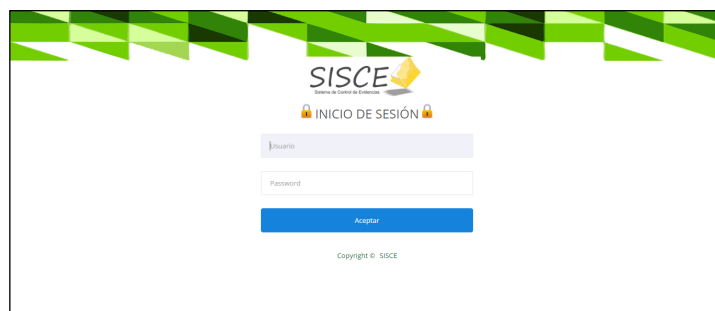 SISCE
Sistema de Control de Evidencias
INICIO DE SESIÓN
Usuario
Password
Aceptar
Copyright © SISCE